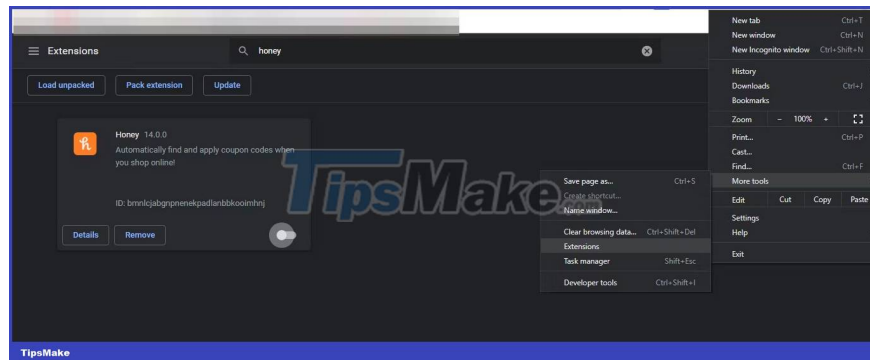 Extensions
honey
Load unpacked Pack extension Update
Honey 14.0.0
Automatically find and apply coupon codes when
you shop online!
ID: bmnlcjabgnpnenekpadlanbbkooimhnj
Details Remove
TipsMake.com
Save page as... Ctrl+S
Create shortcut...
Name window...
Clear browsing data... Ctrl+Shift+Del
Extensions
Task manager Shift+Esc
Developer tools Ctrl+Shift+I
New tab Ctrl+T
New window Ctrl+N
New Incognito window Ctrl+Shift+N
History
Downloads Ctrl+J
Bookmarks
Zoom - 100% +
Print... Ctrl+P
Cast...
Find... Ctrl+F
More tools
Edit Cut Copy Paste
Settings
Help
Exit
TipsMake